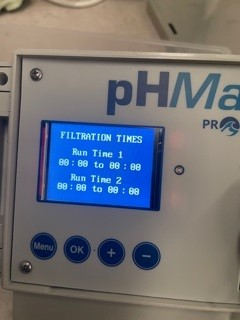 pHMa
PR
FILTRATION TIMES
Run Time 1
00:00 to 00:00
Run Time 2
00:00 to 00:00
Menu OK + -